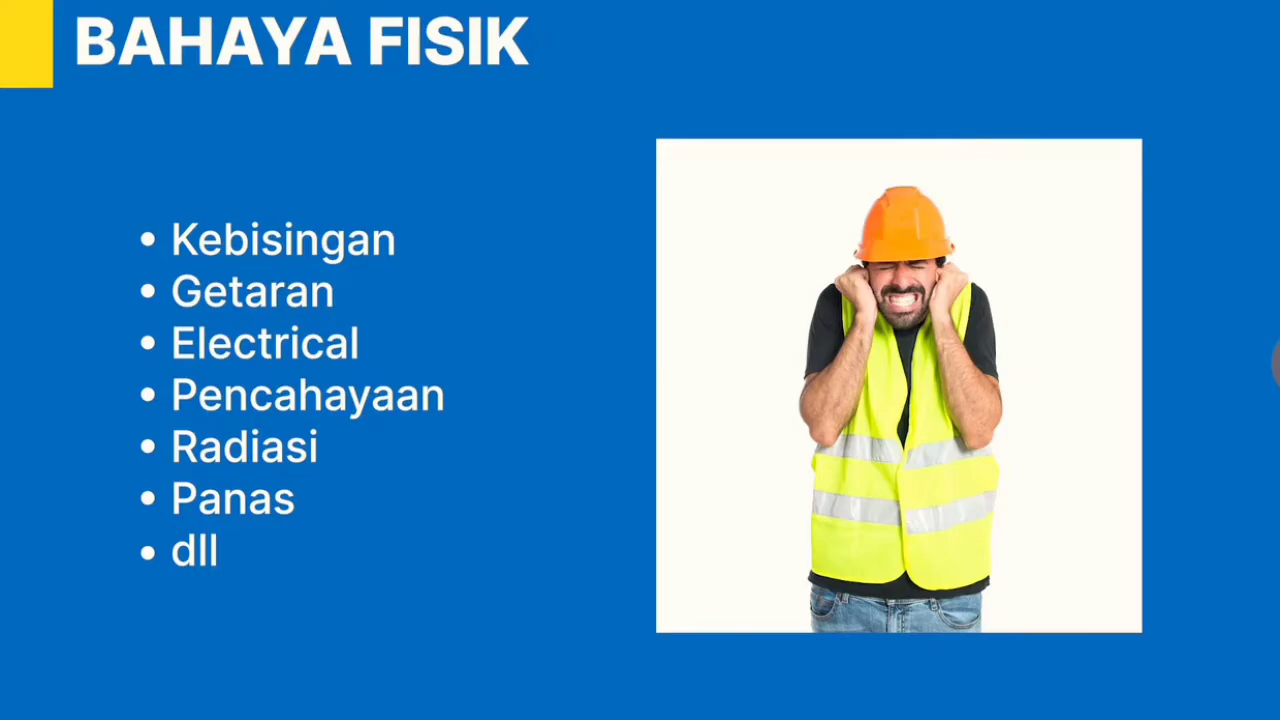 BAHAYA FISIK
• Kebisingan
• Getaran
• Electrical
• Pencahayaan
• Radiasi
• Panas
• dll